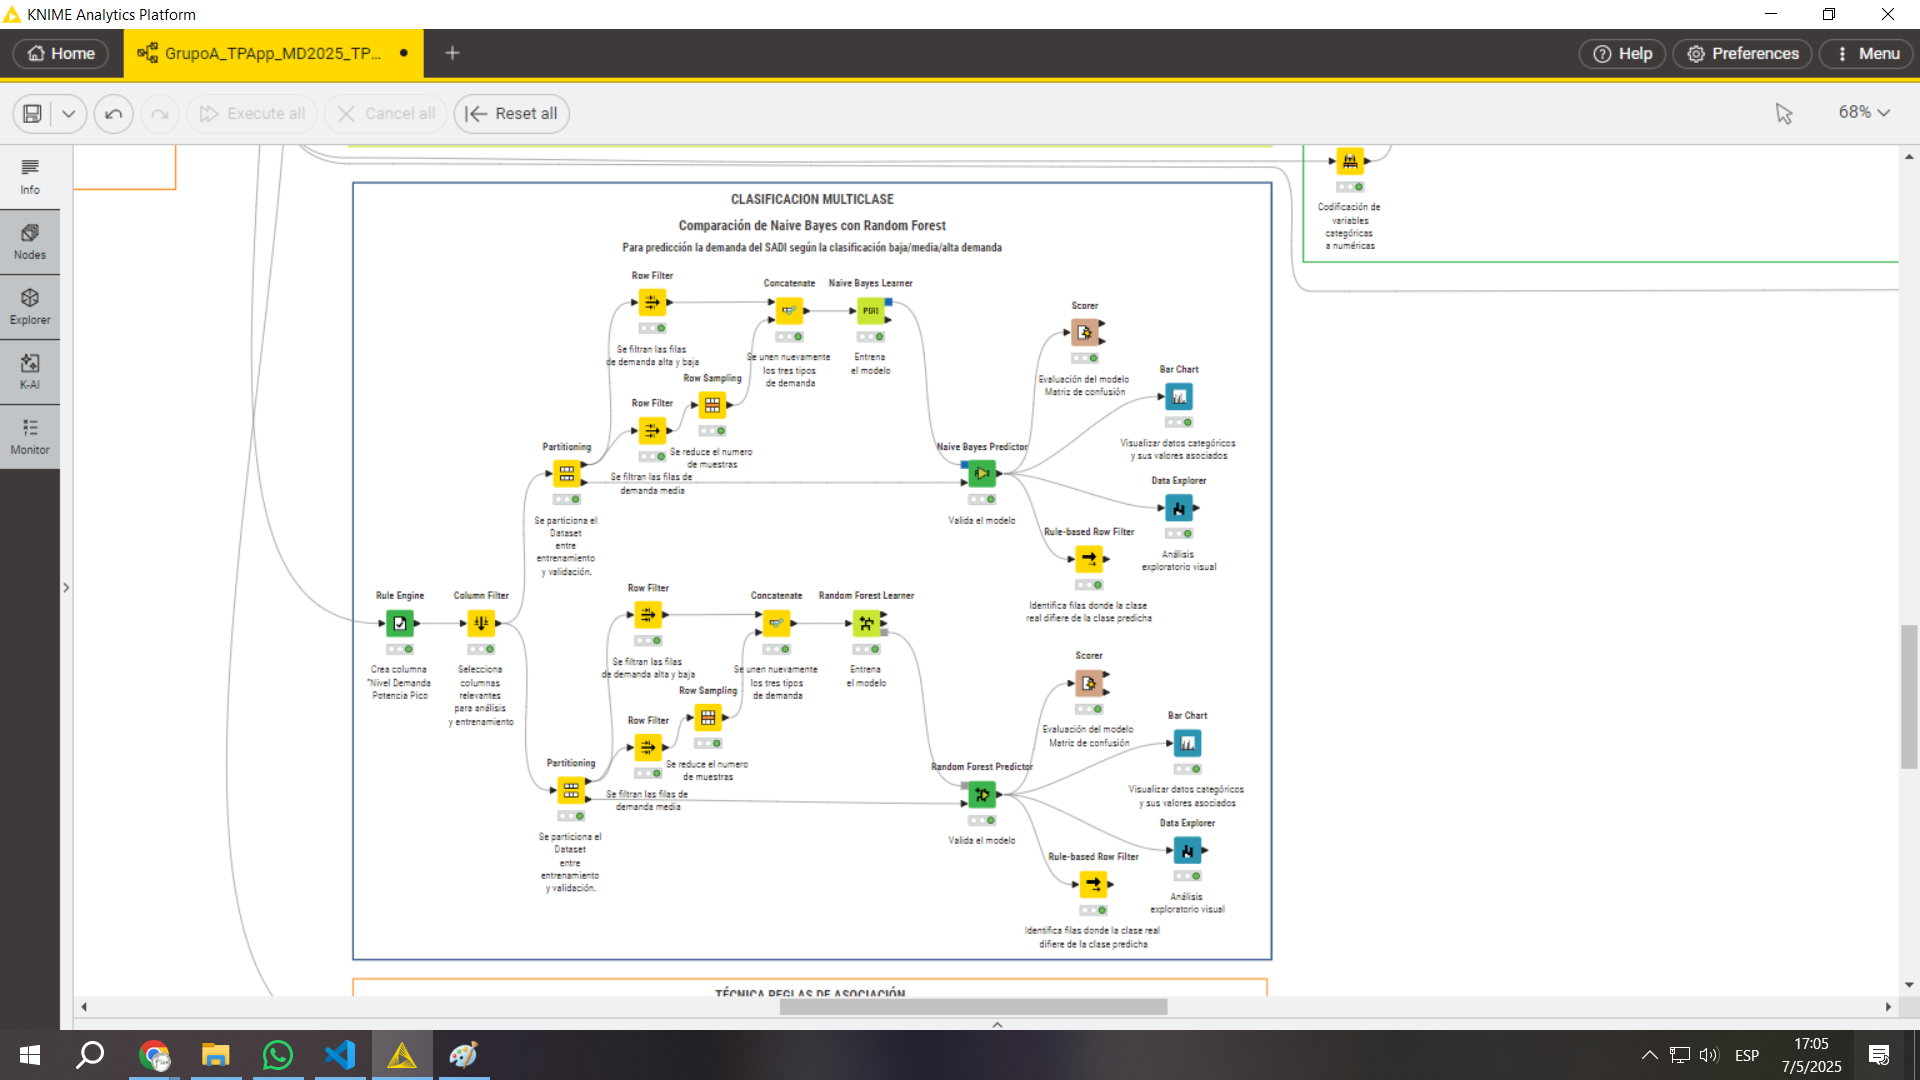 KNIME Analytics Platform
Home
GrupoA_TPApp_MD2025_TP...
Help
Preferences
Menu
Execute all
Cancel all
Reset all
68%
Info
Nodes
Explorer
K-AI
Monitor
Codificación de
variables
categóricas
a numéricas
CLASIFICACION MULTICLASE
Comparación de Naive Bayes con Random Forest
Para predicción la demanda del SADI según la clasificación baja/media/alta demanda
Row Filter
Se filtran las filas
de demanda alta y baja
Concatenate
Se unen nuevamente
los tres tipos
de demanda
Naive Bayes Learner
Entrena
el modelo
Row Sampling
Se reduce el numero
de muestras
Row Filter
Se filtran las filas de
demanda media
Partitioning
Se particiona el
Dataset
entre
entrenamiento
y validación.
Naive Bayes Predictor
Valida el modelo
Scorer
Evaluación del modelo
Matriz de confusión
Bar Chart
Visualizar datos categóricos
y sus valores asociados
Data Explorer
Análisis
exploratorio visual
Rule-based Row Filter
Identifica filas donde la clase
real difiere de la clase predicha
Rule Engine
Crea columna
"Nivel Demanda
Potencia Pico
Column Filter
Selecciona
columnas
relevantes
para análisis
y entrenamiento
Row Filter
Se filtran las filas
de demanda alta y baja
Concatenate
Se unen nuevamente
los tres tipos
de demanda
Random Forest Learner
Entrena
el modelo
Row Sampling
Se reduce el numero
de muestras
Row Filter
Se filtran las filas de
demanda media
Partitioning
Se particiona el
Dataset
entre
entrenamiento
y validación.
Random Forest Predictor
Valida el modelo
Scorer
Evaluación del modelo
Matriz de confusión
Bar Chart
Visualizar datos categóricos
y sus valores asociados
Data Explorer
Análisis
exploratorio visual
Rule-based Row Filter
Identifica filas donde la clase real
difiere de la clase predicha
TÉCNICA REGLAS DE ASOCIACIÓN
ESP
17:05
7/5/2025